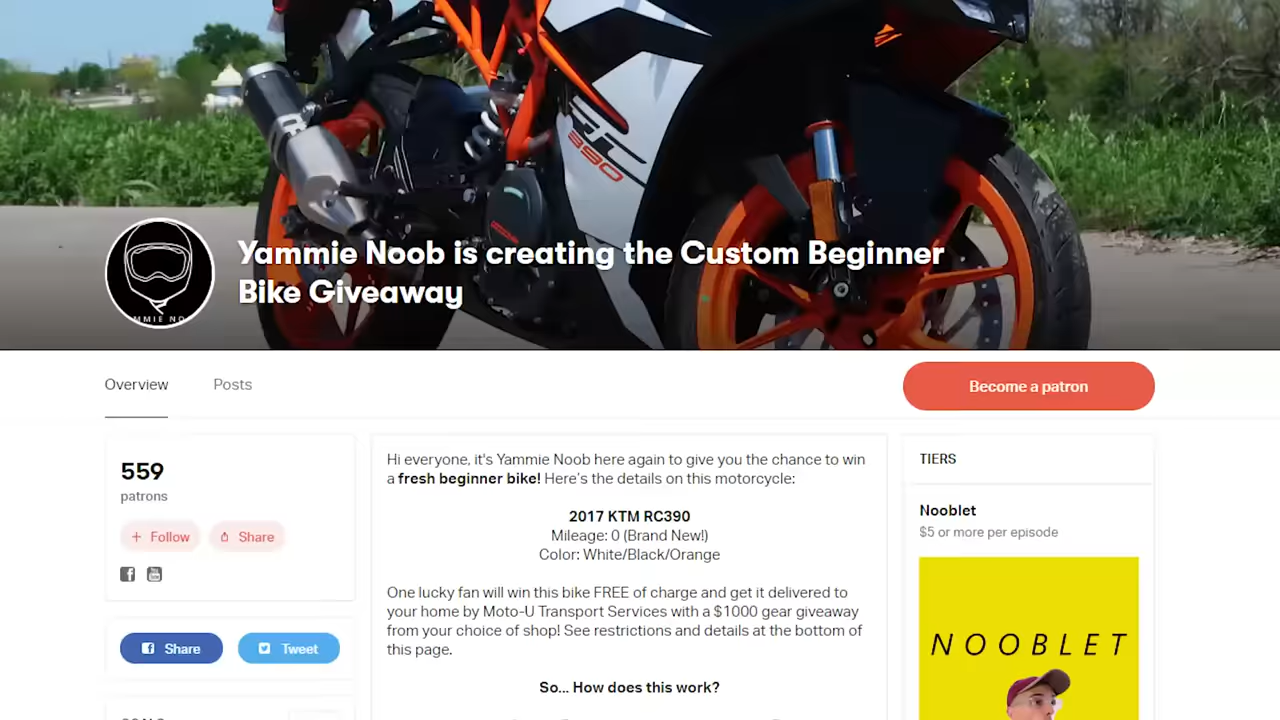 RC
390
MMIE NO
Yammie Noob is creating the Custom Beginner
Bike Giveaway
Overview
Posts
Become a patron
559
patrons
+ Follow
Share
Share
Tweet
Hi everyone, it's Yammie Noob here again to give you the chance to win
a fresh beginner bike! Here's the details on this motorcycle:
2017 KTM RC390
Mileage: 0 (Brand New!)
Color: White/Black/Orange
One lucky fan will win this bike FREE of charge and get it delivered to
your home by Moto-U Transport Services with a $1000 gear giveaway
from your choice of shop! See restrictions and details at the bottom of
this page.
So... How does this work?
TIERS
Nooblet
$5 or more per episode
NOOBLET